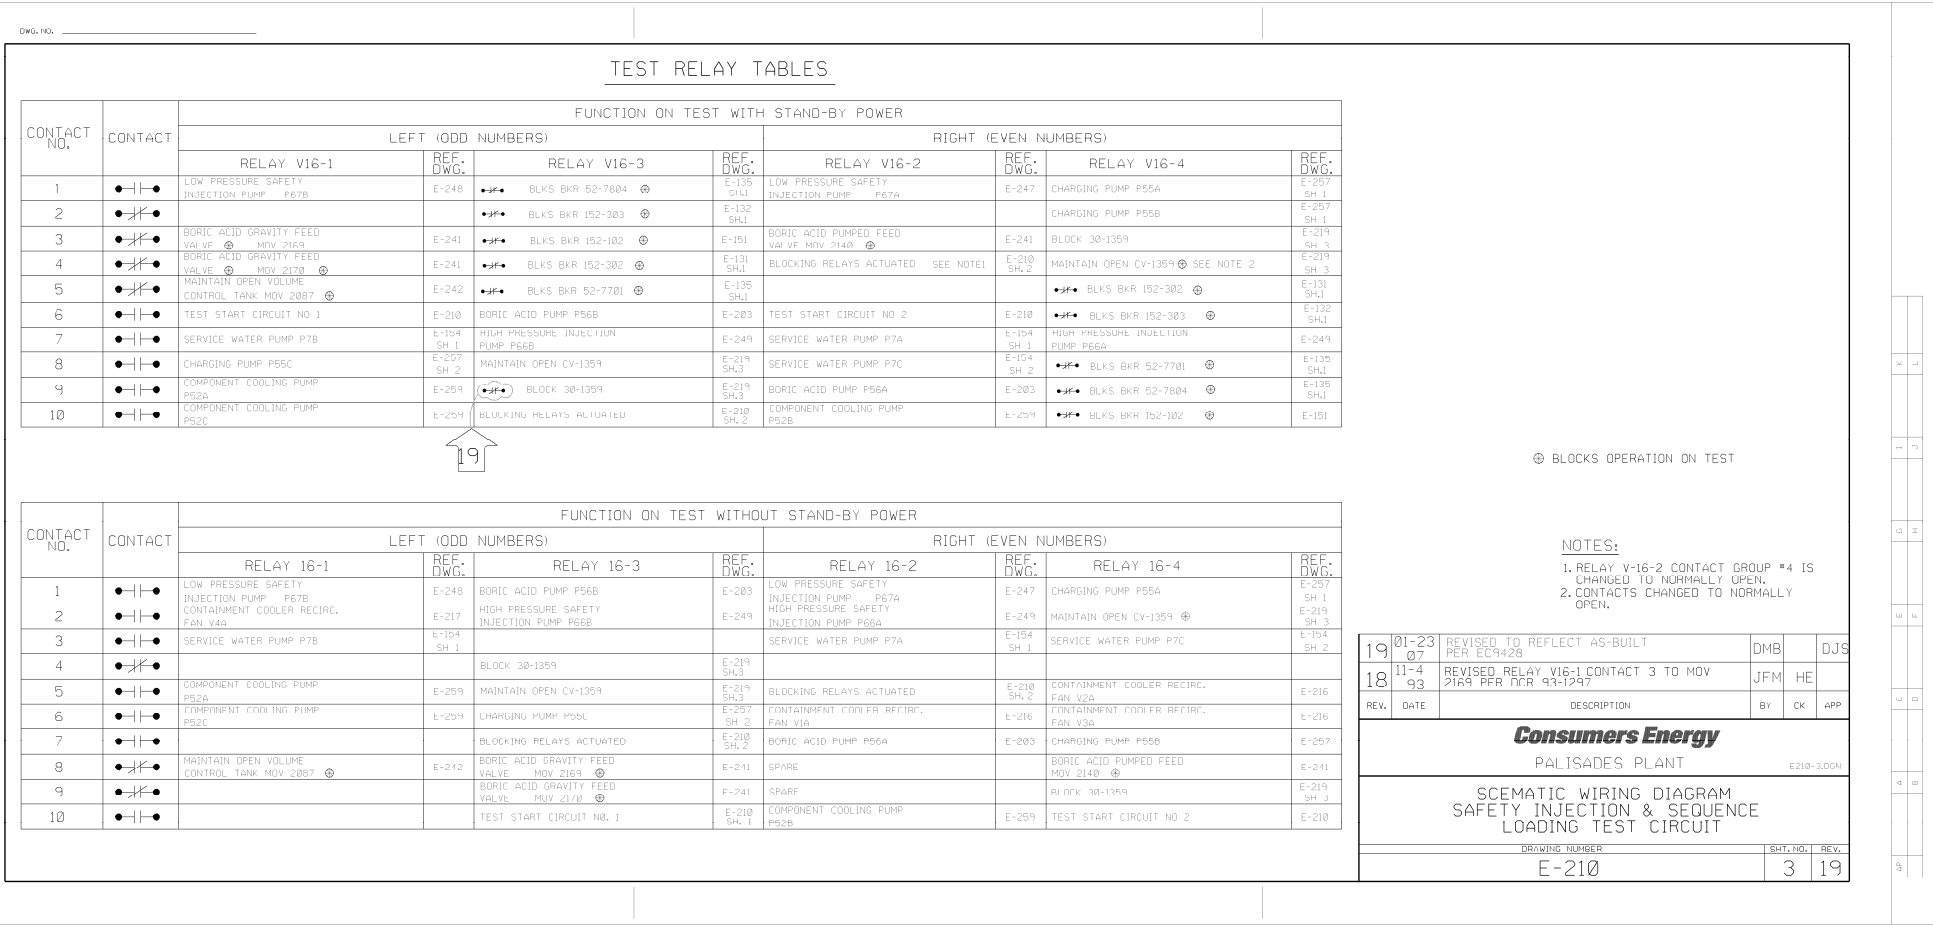 DWG. NO.
TEST RELAY TABLES
FUNCTION ON TEST WITH STAND-BY POWER
CONTACT NO. CONTACT LEFT (ODD NUMBERS) RIGHT (EVEN NUMBERS)
RELAY V16-1 REF. DWG. RELAY V16-3 REF. DWG. RELAY V16-2 REF. DWG. RELAY V16-4 REF. DWG.
1 LOW PRESSURE SAFETY INJECTION PUMP P67B E-248 BLKS BKR 52-7804 E-135 SH.1 LOW PRESSURE SAFETY INJECTION PUMP P67A E-247 CHARGING PUMP P55A E-257 SH 1
2 BLKS BKR 152-303 E-132 SH.1 CHARGING PUMP P55B E-257 SH 1
3 BORIC ACID GRAVITY FEED VALVE MOV 2169 E-241 BLKS BKR 152-102 E-151 BORIC ACID PUMPED FEED VALVE MOV 2140 E-241 BLOCK 30-1359 E-219 SH 3
4 BORIC ACID GRAVITY FEED VALVE MOV 2170 E-241 BLKS BKR 152-302 E-131 SH.1 BLOCKING RELAYS ACTUATED SEE NOTE1 E-210 SH. 2 MAINTAIN OPEN CV-1359 SEE NOTE 2 E-219 SH 3
5 MAINTAIN OPEN VOLUME CONTROL TANK MOV 2087 E-242 BLKS BKR 52-7701 E-135 SH.1 BLKS BKR 152-302 E-131 SH.1
6 TEST START CIRCUIT NO 1 E-210 BORIC ACID PUMP P56B E-203 TEST START CIRCUIT NO 2 E-210 BLKS BKR 152-303 E-132 SH.1
7 SERVICE WATER PUMP P7B E-154 SH 1 HIGH PRESSURE INJECTION PUMP P66B E-249 SERVICE WATER PUMP P7A E-154 SH 1 HIGH PRESSURE INJECTION PUMP P66A E-249
8 CHARGING PUMP P55C E-257 SH 2 MAINTAIN OPEN CV-1359 E-219 SH.3 SERVICE WATER PUMP P7C E-154 SH 2 BLKS BKR 52-7701 E-135 SH.1
9 COMPONENT COOLING PUMP P52A E-259 BLOCK 30-1359 E-219 SH.3 BORIC ACID PUMP P56A E-203 BLKS BKR 52-7804 E-135 SH.1
10 COMPONENT COOLING PUMP P52C E-259 BLOCKING RELAYS ACTUATED E-210 SH. 2 COMPONENT COOLING PUMP P52B E-259 BLKS BKR 152-102 E-151
19
BLOCKS OPERATION ON TEST
FUNCTION ON TEST WITHOUT STAND-BY POWER
CONTACT NO. CONTACT LEFT (ODD NUMBERS) RIGHT (EVEN NUMBERS)
RELAY 16-1 REF. DWG. RELAY 16-3 REF. DWG. RELAY 16-2 REF. DWG. RELAY 16-4 REF. DWG.
1 LOW PRESSURE SAFETY INJECTION PUMP P67B E-248 BORIC ACID PUMP P56B E-203 LOW PRESSURE SAFETY INJECTION PUMP P67A E-247 CHARGING PUMP P55A E-257 SH 1
2 CONTAINMENT COOLER RECIRC. FAN V4A E-217 HIGH PRESSURE SAFETY INJECTION PUMP P66B E-249 HIGH PRESSURE SAFETY INJECTION PUMP P66A E-249 MAINTAIN OPEN CV-1359 E-219 SH 3
3 SERVICE WATER PUMP P7B E-154 SH 1 SERVICE WATER PUMP P7A E-154 SH 1 SERVICE WATER PUMP P7C E-154 SH 2
4 BLOCK 30-1359 E-219 SH.3
5 COMPONENT COOLING PUMP P52A E-259 MAINTAIN OPEN CV-1359 E-219 SH.3 BLOCKING RELAYS ACTUATED E-210 SH. 2 CONTAINMENT COOLER RECIRC. FAN V2A E-216
6 COMPONENT COOLING PUMP P52C E-259 CHARGING PUMP P55C E-257 SH 2 CONTAINMENT COOLER RECIRC. FAN V1A E-216 CONTAINMENT COOLER RECIRC. FAN V3A E-216
7 BLOCKING RELAYS ACTUATED E-210 SH. 2 BORIC ACID PUMP P56A E-203 CHARGING PUMP P55B E-257
8 MAINTAIN OPEN VOLUME CONTROL TANK MOV 2087 E-242 BORIC ACID GRAVITY FEED VALVE MOV 2169 E-241 SPARE BORIC ACID PUMPED FEED MOV 2140 E-241
9 BORIC ACID GRAVITY FEED VALVE MOV 2170 E-241 SPARE BLOCK 30-1359 E-219 SH 3
10 TEST START CIRCUIT NO. 1 E-210 SH. 1 COMPONENT COOLING PUMP P52B E-259 TEST START CIRCUIT NO 2 E-210
NOTES:
1. RELAY V-16-2 CONTACT GROUP #4 IS
CHANGED TO NORMALLY OPEN.
2. CONTACTS CHANGED TO NORMALLY
OPEN.
19 01-23 07 REVISED TO REFLECT AS-BUILT PER EC9428 DMB DJS
18 11-4 93 REVISED RELAY V16-1 CONTACT 3 TO MOV 2169 PER DCR 93-1297 JFM HE
REV. DATE DESCRIPTION BY CK APP
Consumers Energy
PALISADES PLANT E210-3.DGN
SCEMATIC WIRING DIAGRAM
SAFETY INJECTION & SEQUENCE
LOADING TEST CIRCUIT
DRAWING NUMBER SHT. NO. REV.
E-210 3 19
K L
I J
G H
E F
C D
A B
AP